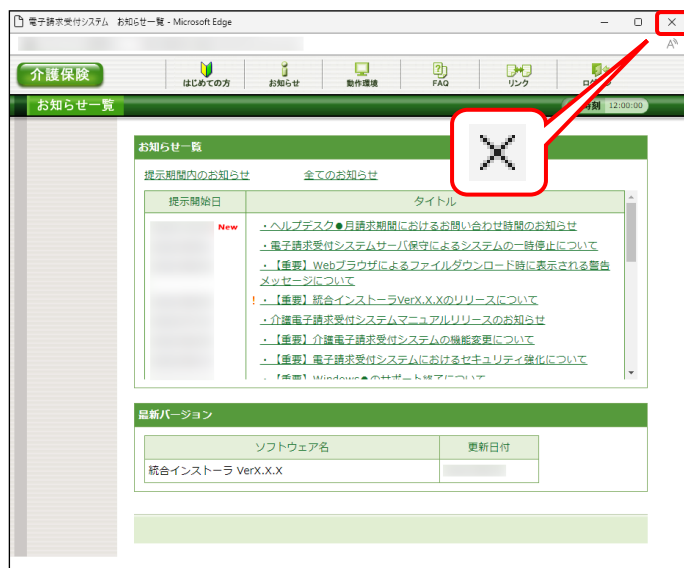 電子請求受付システム お知らせ一覧 - Microsoft Edge
介護保険
はじめての方
お知らせ
動作環境
FAQ
リンク
お知らせ一覧
12:00:00
お知らせ一覧
提示期間内のお知らせ 全てのお知らせ
提示開始日 タイトル
New ・ヘルプデスク●月請求期間におけるお問い合わせ時間のお知らせ
・電子請求受付システムサーバ保守によるシステムの一時停止について
・【重要】Webブラウザによるファイルダウンロード時に表示される警告
メッセージについて
! ・【重要】統合インストーラVerX.X.Xのリリースについて
・介護電子請求受付システムマニュアルリリースのお知らせ
・【重要】介護電子請求受付システムの機能変更について
・【重要】電子請求受付システムにおけるセキュリティ強化について
・【重要】Windows●のサポート終了について
最新バージョン
ソフトウェア名 更新日付
統合インストーラ VerX.X.X